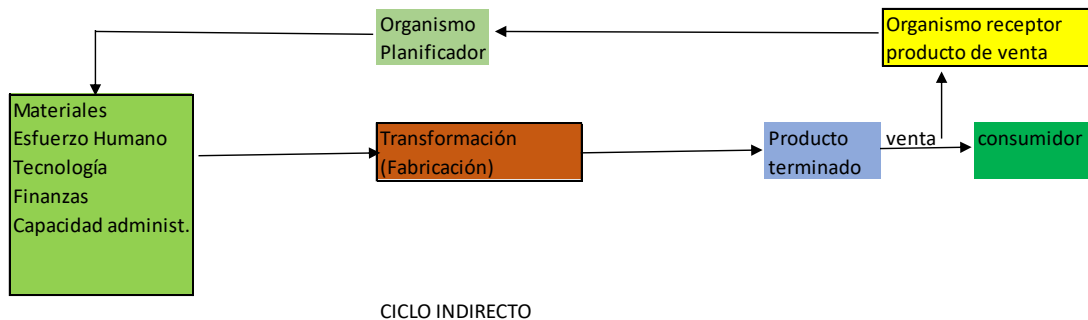 Organismo
Planificador
Organismo receptor
producto de venta
Materiales
Esfuerzo Humano
Tecnología
Finanzas
Capacidad administ.
Transformación
(Fabricación)
Producto
terminado
venta
consumidor
CICLO INDIRECTO